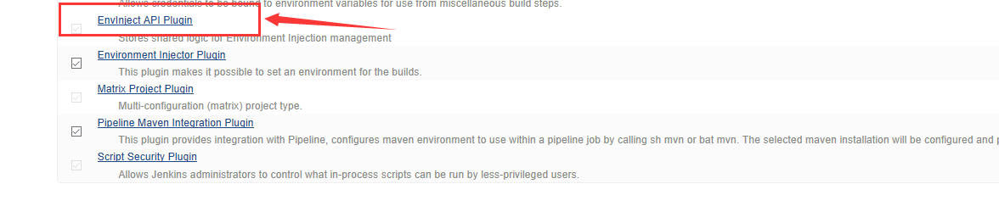 Allows credentials to be bound to environment variables for use from miscellaneous build steps.
EnvInject API Plugin
Stores shared logic for Environment Injection management
Environment Injector Plugin
This plugin makes it possible to set an environment for the builds.
Matrix Project Plugin
Multi-configuration (matrix) project type.
Pipeline Maven Integration Plugin
This plugin provides integration with Pipeline, configures maven environment to use within a pipeline job by calling sh mvn or bat mvn. The selected maven installation will be configured and
Script Security Plugin
Allows Jenkins administrators to control what in-process scripts can be run by less-privileged users.